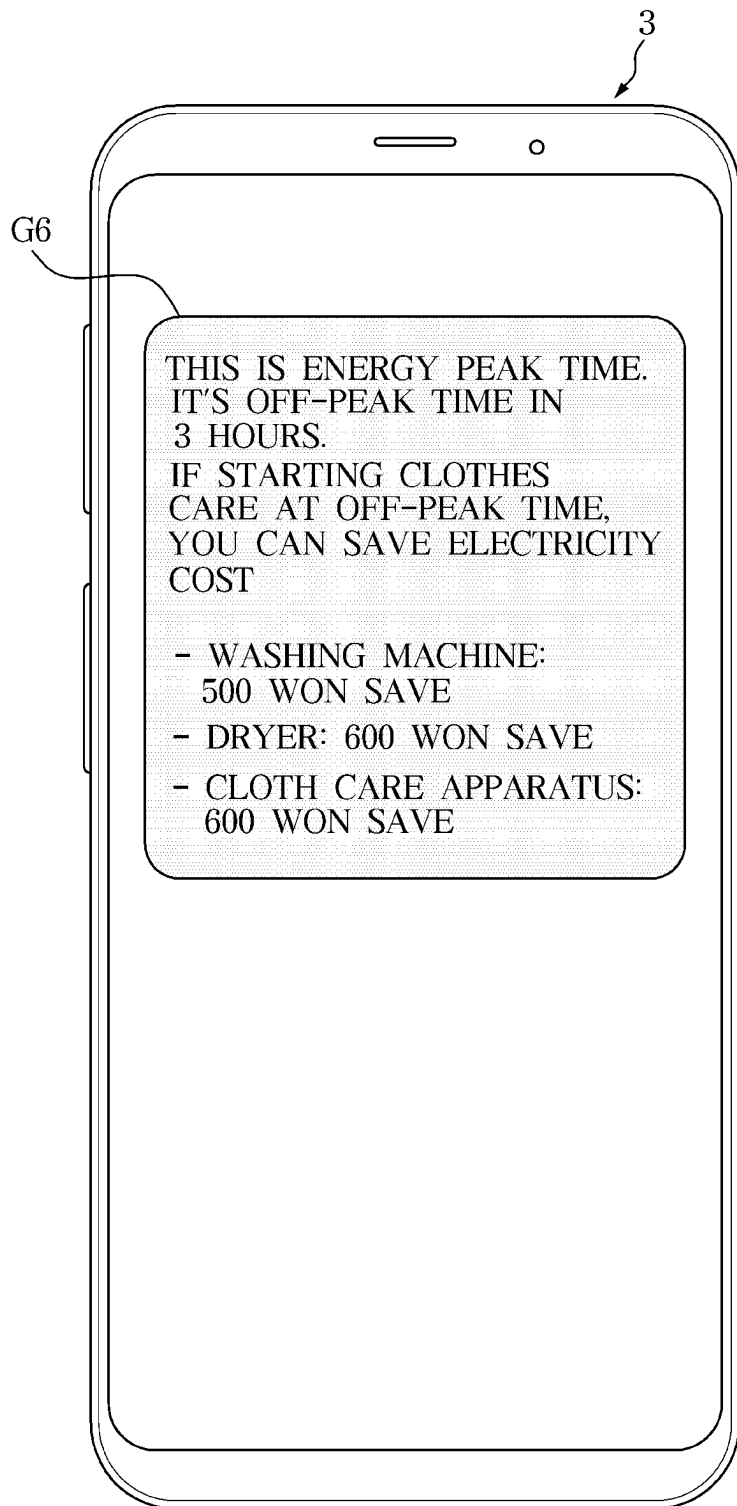 3
G6
THIS IS ENERGY PEAK TIME.
IT'S OFF-PEAK TIME IN
3 HOURS.
IF STARTING CLOTHES
CARE AT OFF-PEAK TIME,
YOU CAN SAVE ELECTRICITY
COST
- WASHING MACHINE:
500 WON SAVE
- DRYER: 600 WON SAVE
- CLOTH CARE APPARATUS:
600 WON SAVE